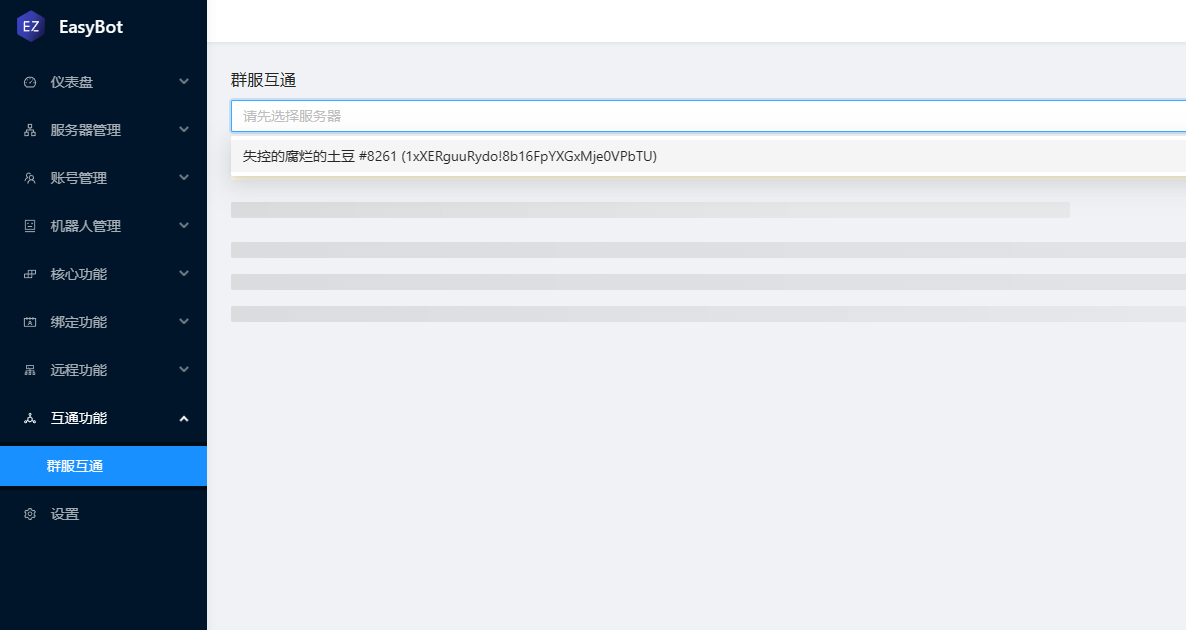 EZ EasyBot
仪表盘
服务器管理
账号管理
机器人管理
核心功能
绑定功能
远程功能
互通功能
群服互通
设置
群服互通
请先选择服务器
失控的腐烂的土豆 #8261 (1xXERguuRydo!8b16FpYXGxMje0VPbTU)